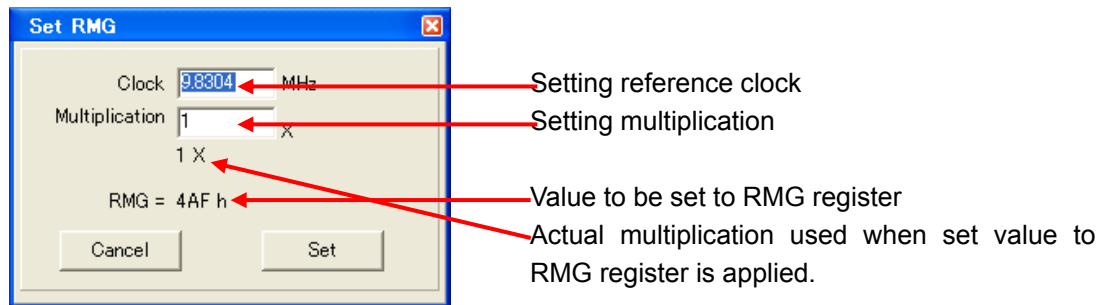 Set RMG
Clock 9.8304 MHz
Setting reference clock
Multiplication 1 X
Setting multiplication
1 X
RMG = 4AF h
Value to be set to RMG register
Cancel Set
Actual multiplication used when set value to
RMG register is applied.